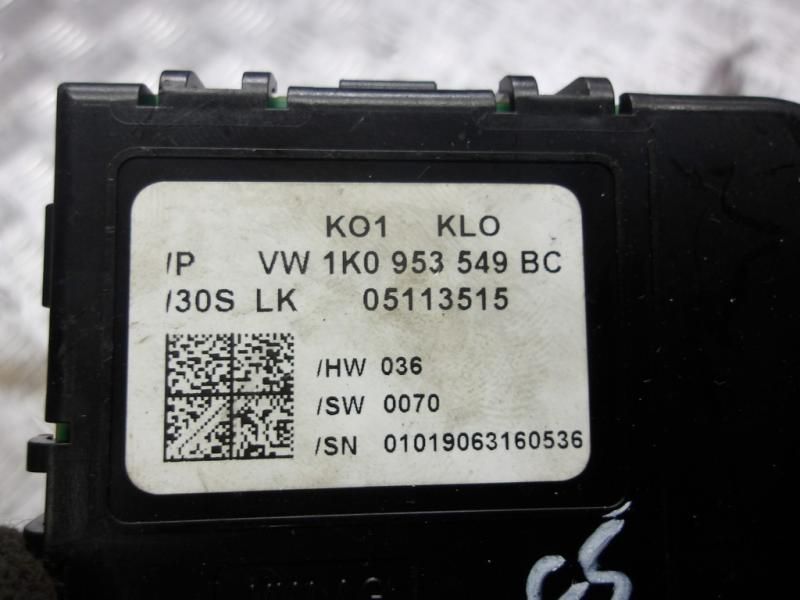 KO1 KLO
/P VW 1K0 953 549 BC
/30S LK 05113515
/HW 036
/SW 0070
/SN 01019063160536